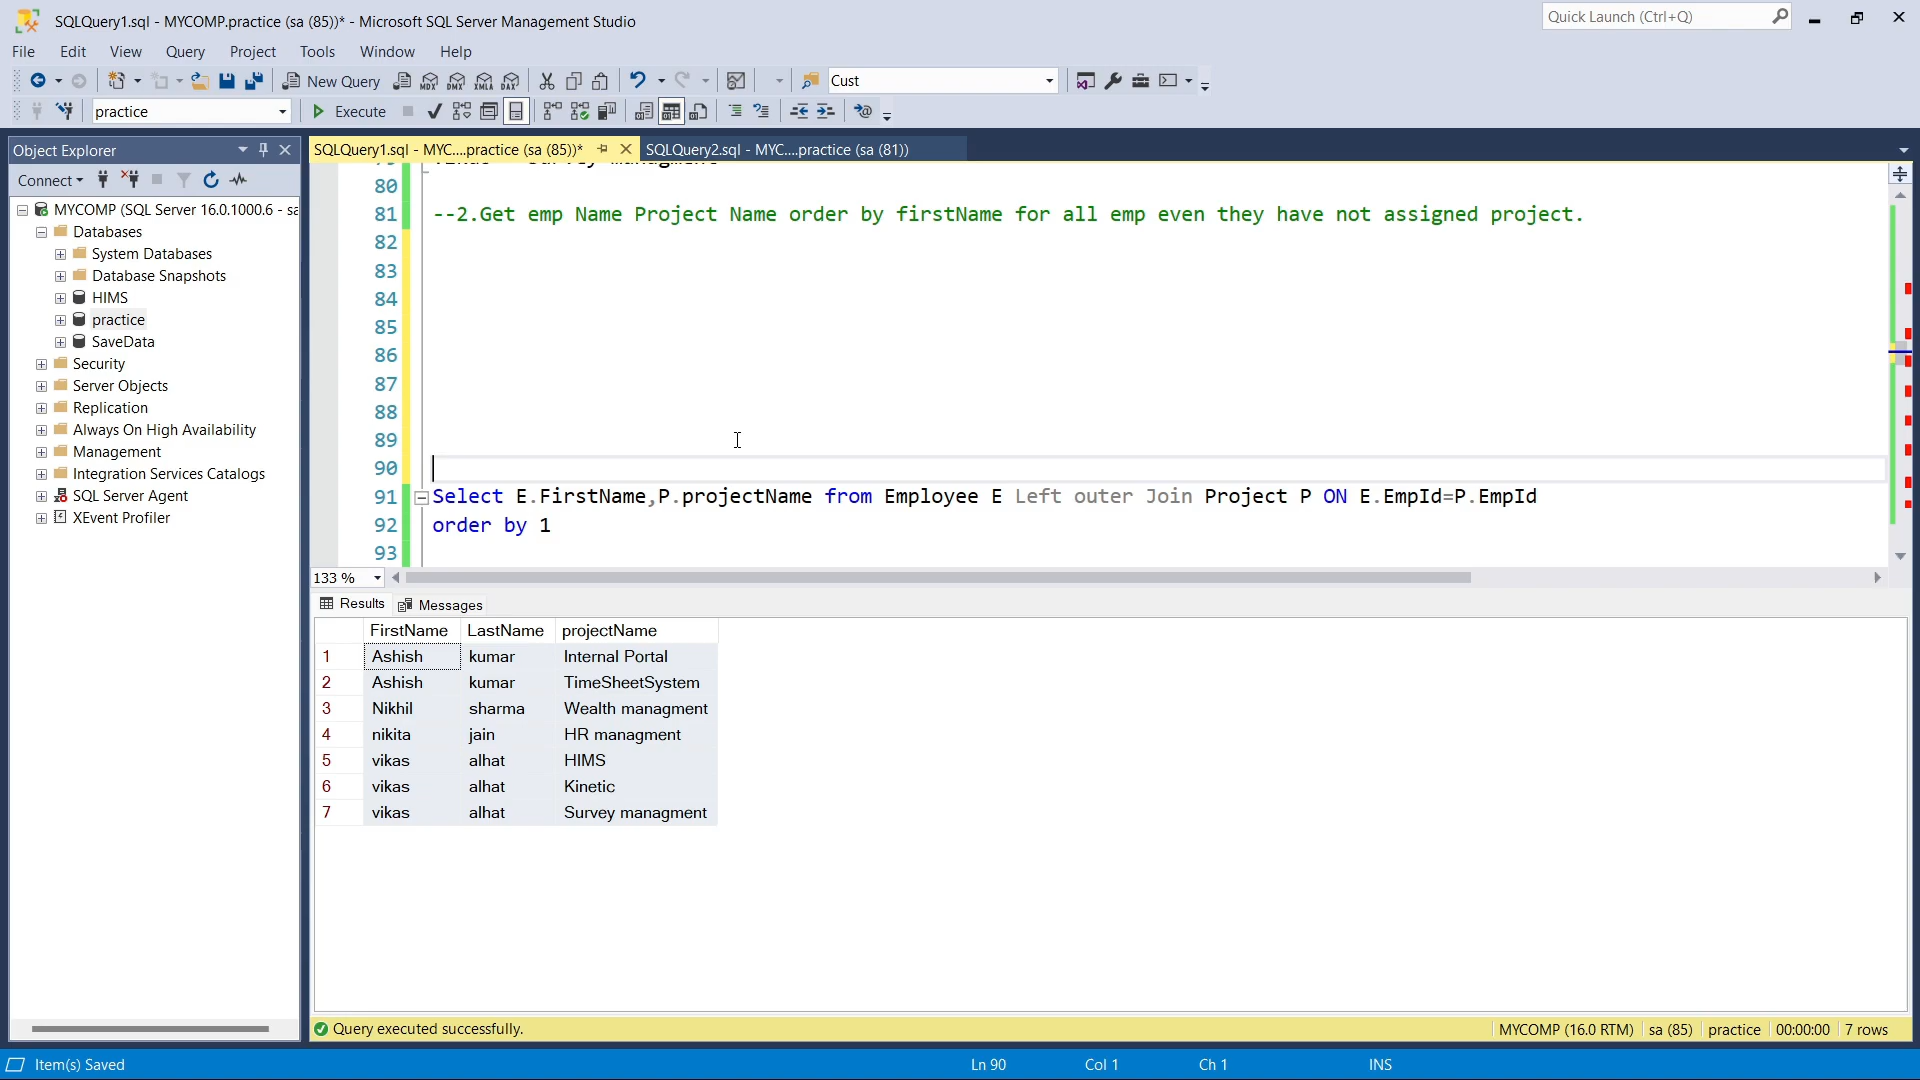 SQLQuery1.sql - MYCOMP.practice (sa (85))* - Microsoft SQL Server Management Studio
Quick Launch (Ctrl+Q)
File Edit View Query Project Tools Window Help
New Query MDX DMX XMLA DAX Cust
practice Execute
Object Explorer
SQLQuery1.sql - MYC....practice (sa (85))* SQLQuery2.sql - MYC....practice (sa (81))
Connect
MYCOMP (SQL Server 16.0.1000.6 - sa
Databases
System Databases
Database Snapshots
HIMS
practice
SaveData
Security
Server Objects
Replication
Always On High Availability
Management
Integration Services Catalogs
SQL Server Agent
XEvent Profiler
80
81 --2.Get emp Name Project Name order by firstName for all emp even they have not assigned project.
82
83
84
85
86
87
88
89
90
91 Select E.FirstName,P.projectName from Employee E Left outer Join Project P ON E.EmpId=P.EmpId
92 order by 1
93
133 %
Results Messages
FirstName LastName projectName
1 Ashish kumar Internal Portal
2 Ashish kumar TimeSheetSystem
3 Nikhil sharma Wealth managment
4 nikita jain HR managment
5 vikas alhat HIMS
6 vikas alhat Kinetic
7 vikas alhat Survey managment
Query executed successfully.
MYCOMP (16.0 RTM) sa (85) practice 00:00:00 7 rows
Item(s) Saved Ln 90 Col 1 Ch 1 INS